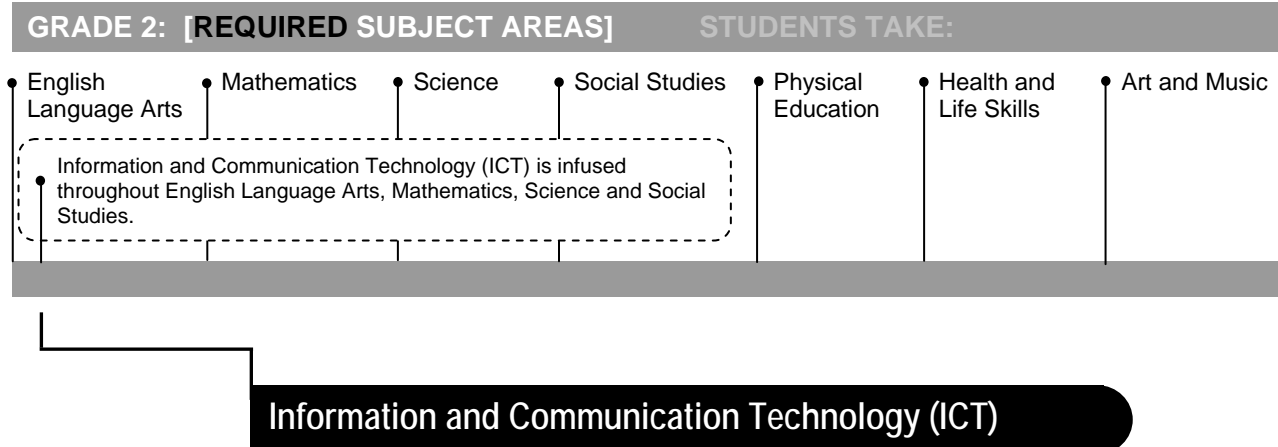 GRADE 2: [REQUIRED SUBJECT AREAS] STUDENTS TAKE:
English
Language Arts
Mathematics
Science
Social Studies
Physical
Education
Health and
Life Skills
Art and Music
Information and Communication Technology (ICT) is infused
throughout English Language Arts, Mathematics, Science and Social
Studies.
Information and Communication Technology (ICT)